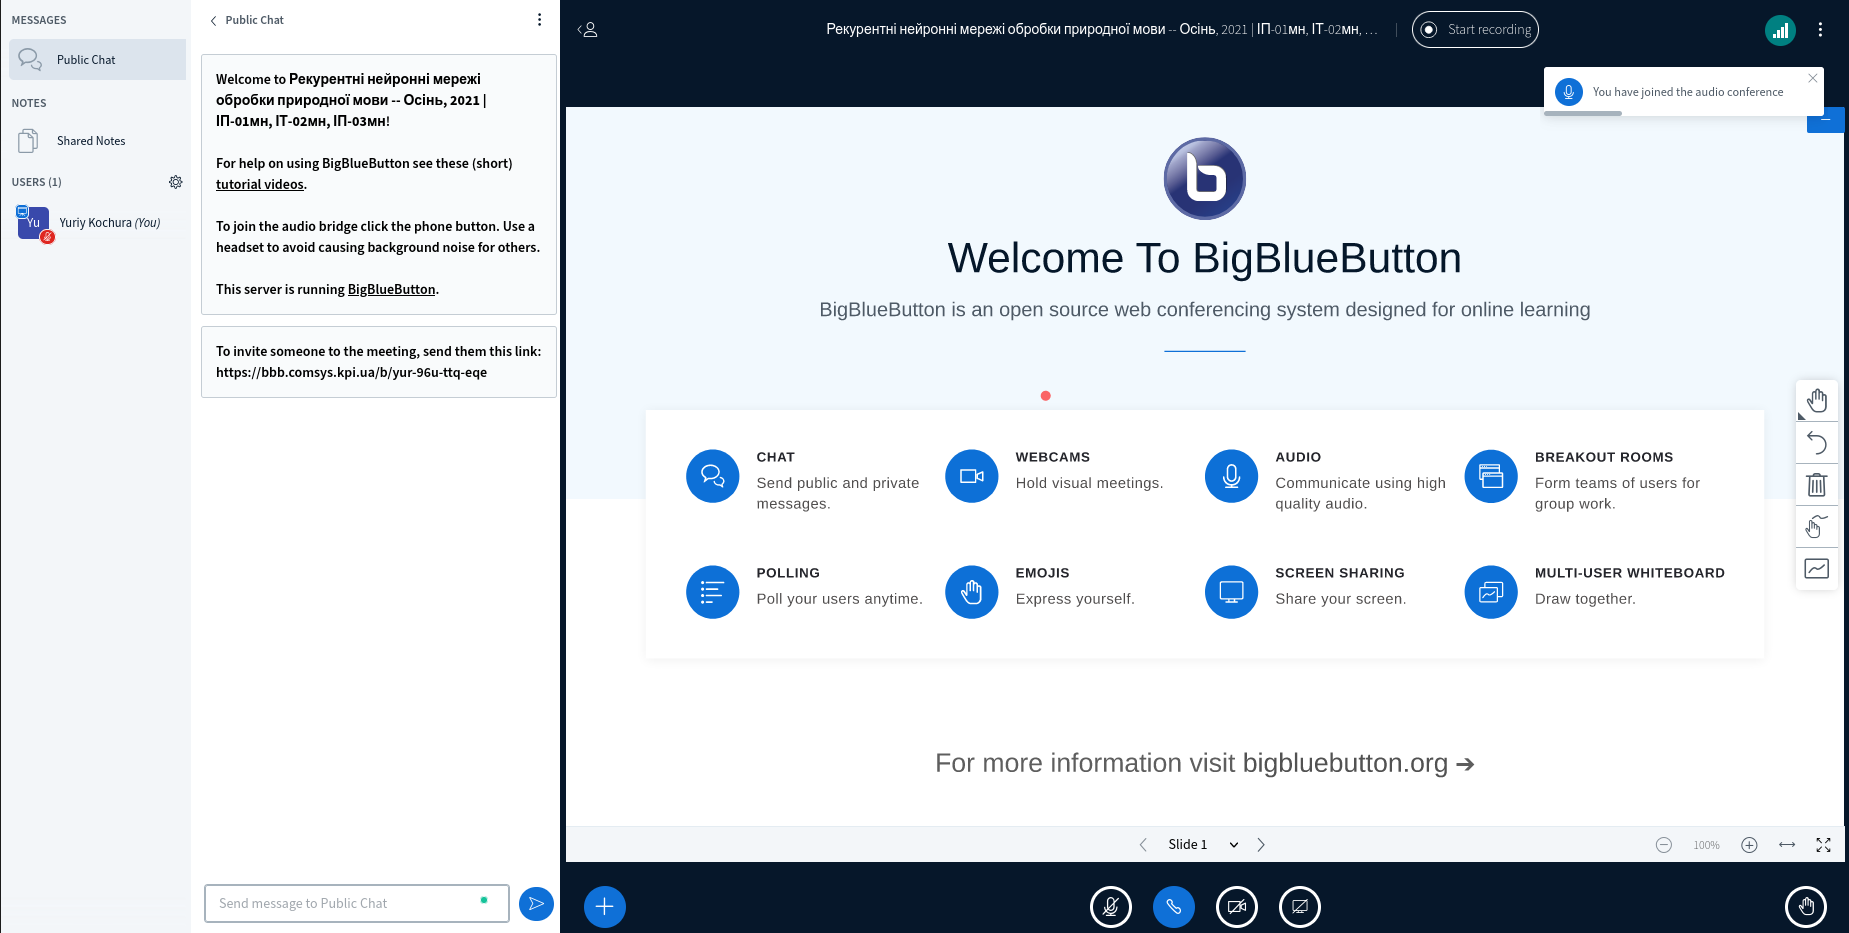 MESSAGES
Public Chat
NOTES
Shared Notes
USERS (1)
Yu
Yuriy Kochura (You)
Public Chat
Welcome to Рекурентні нейронні мережі
обробки природної мови -- Осінь, 2021 |
ІП-01мн, ІТ-02мн, ІП-03мн!
For help on using BigBlueButton see these (short)
tutorial videos.
To join the audio bridge click the phone button. Use a
headset to avoid causing background noise for others.
This server is running BigBlueButton.
To invite someone to the meeting, send them this link:
https://bbb.comsys.kpi.ua/b/yur-96u-ttq-eqe
Send message to Public Chat
Рекурентні нейронні мережі обробки природної мови -- Осінь, 2021 | ІП-01мн, ІТ-02мн, ...
Start recording
You have joined the audio conference
b
Welcome To BigBlueButton
BigBlueButton is an open source web conferencing system designed for online learning
CHAT
Send public and private
messages.
WEBCAMS
Hold visual meetings.
AUDIO
Communicate using high
quality audio.
BREAKOUT ROOMS
Form teams of users for
group work.
POLLING
Poll your users anytime.
EMOJIS
Express yourself.
SCREEN SHARING
Share your screen.
MULTI-USER WHITEBOARD
Draw together.
For more information visit bigbluebutton.org ➔
Slide 1
100%